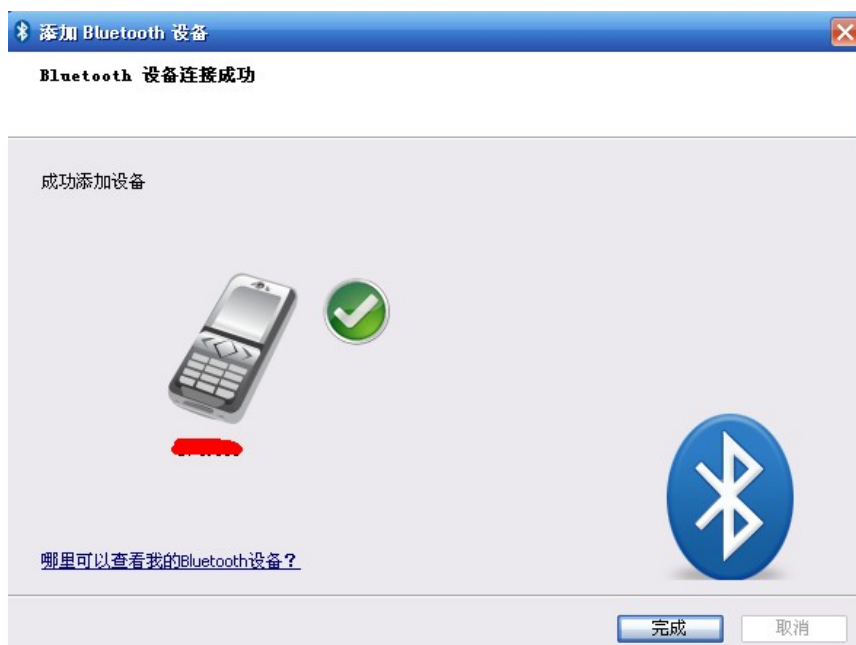 添加 Bluetooth 设备
Bluetooth 设备连接成功
成功添加设备
哪里可以查看我的Bluetooth设备？
完成
取消